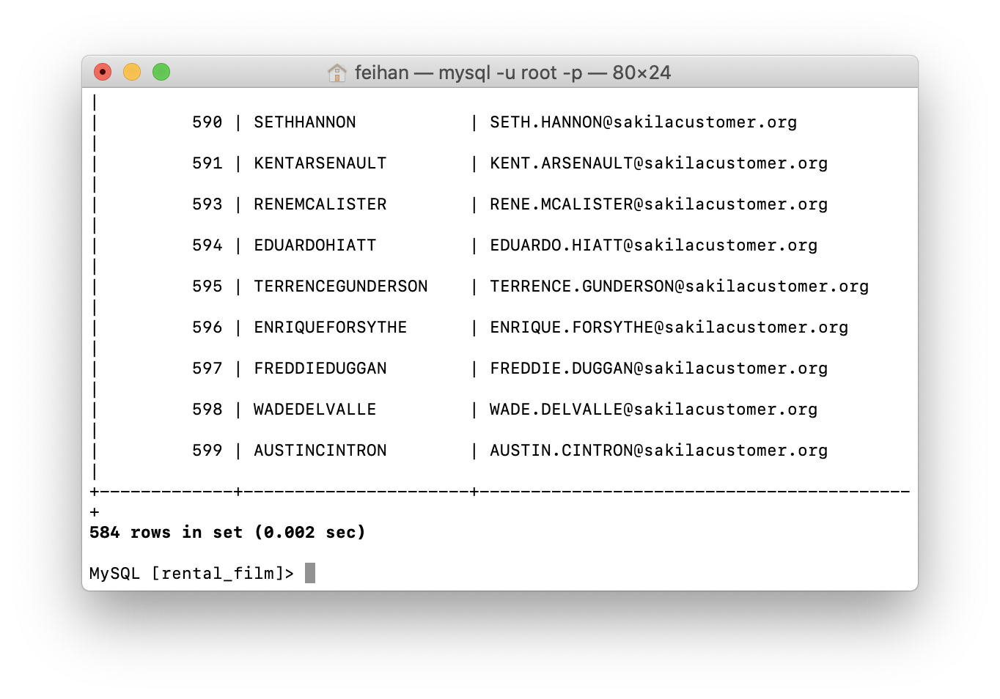 feihan — mysql -u root -p — 80×24
|
|         590 | SETHHANNON           | SETH.HANNON@sakilacustomer.org
|
|         591 | KENTARSENAULT        | KENT.ARSENAULT@sakilacustomer.org
|
|         593 | RENEMCALISTER        | RENE.MCALISTER@sakilacustomer.org
|
|         594 | EDUARDOHIATT         | EDUARDO.HIATT@sakilacustomer.org
|
|         595 | TERRENCEGUNDERSON    | TERRENCE.GUNDERSON@sakilacustomer.org
|
|         596 | ENRIQUEFORSYTHE      | ENRIQUE.FORSYTHE@sakilacustomer.org
|
|         597 | FREDDIEDUGGAN        | FREDDIE.DUGGAN@sakilacustomer.org
|
|         598 | WADEDELVALLE         | WADE.DELVALLE@sakilacustomer.org
|
|         599 | AUSTINCINTRON        | AUSTIN.CINTRON@sakilacustomer.org
|
+-------------+----------------------+------------------------------------------
+
584 rows in set (0.002 sec)
MySQL [rental_film]>